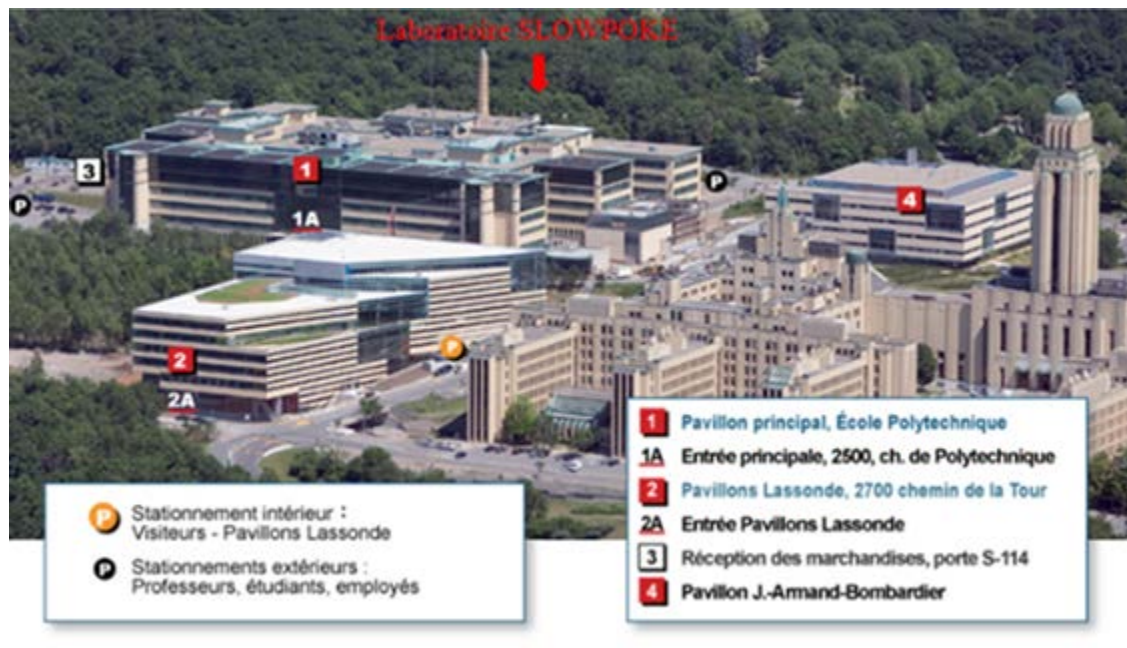 Laboratoire SLOWPOKE
1
3
P
P
4
1A
P
2
2A
1 Pavillon principal, École Polytechnique
1A Entrée principale, 2500, ch. de Polytechnique
2 Pavillons Lassonde, 2700 chemin de la Tour
2A Entrée Pavillons Lassonde
3 Réception des marchandises, porte S-114
4 Pavillon J.-Armand-Bombardier
P Stationnement intérieur :
Visiteurs - Pavillons Lassonde
P Stationnements extérieurs :
Professeurs, étudiants, employés